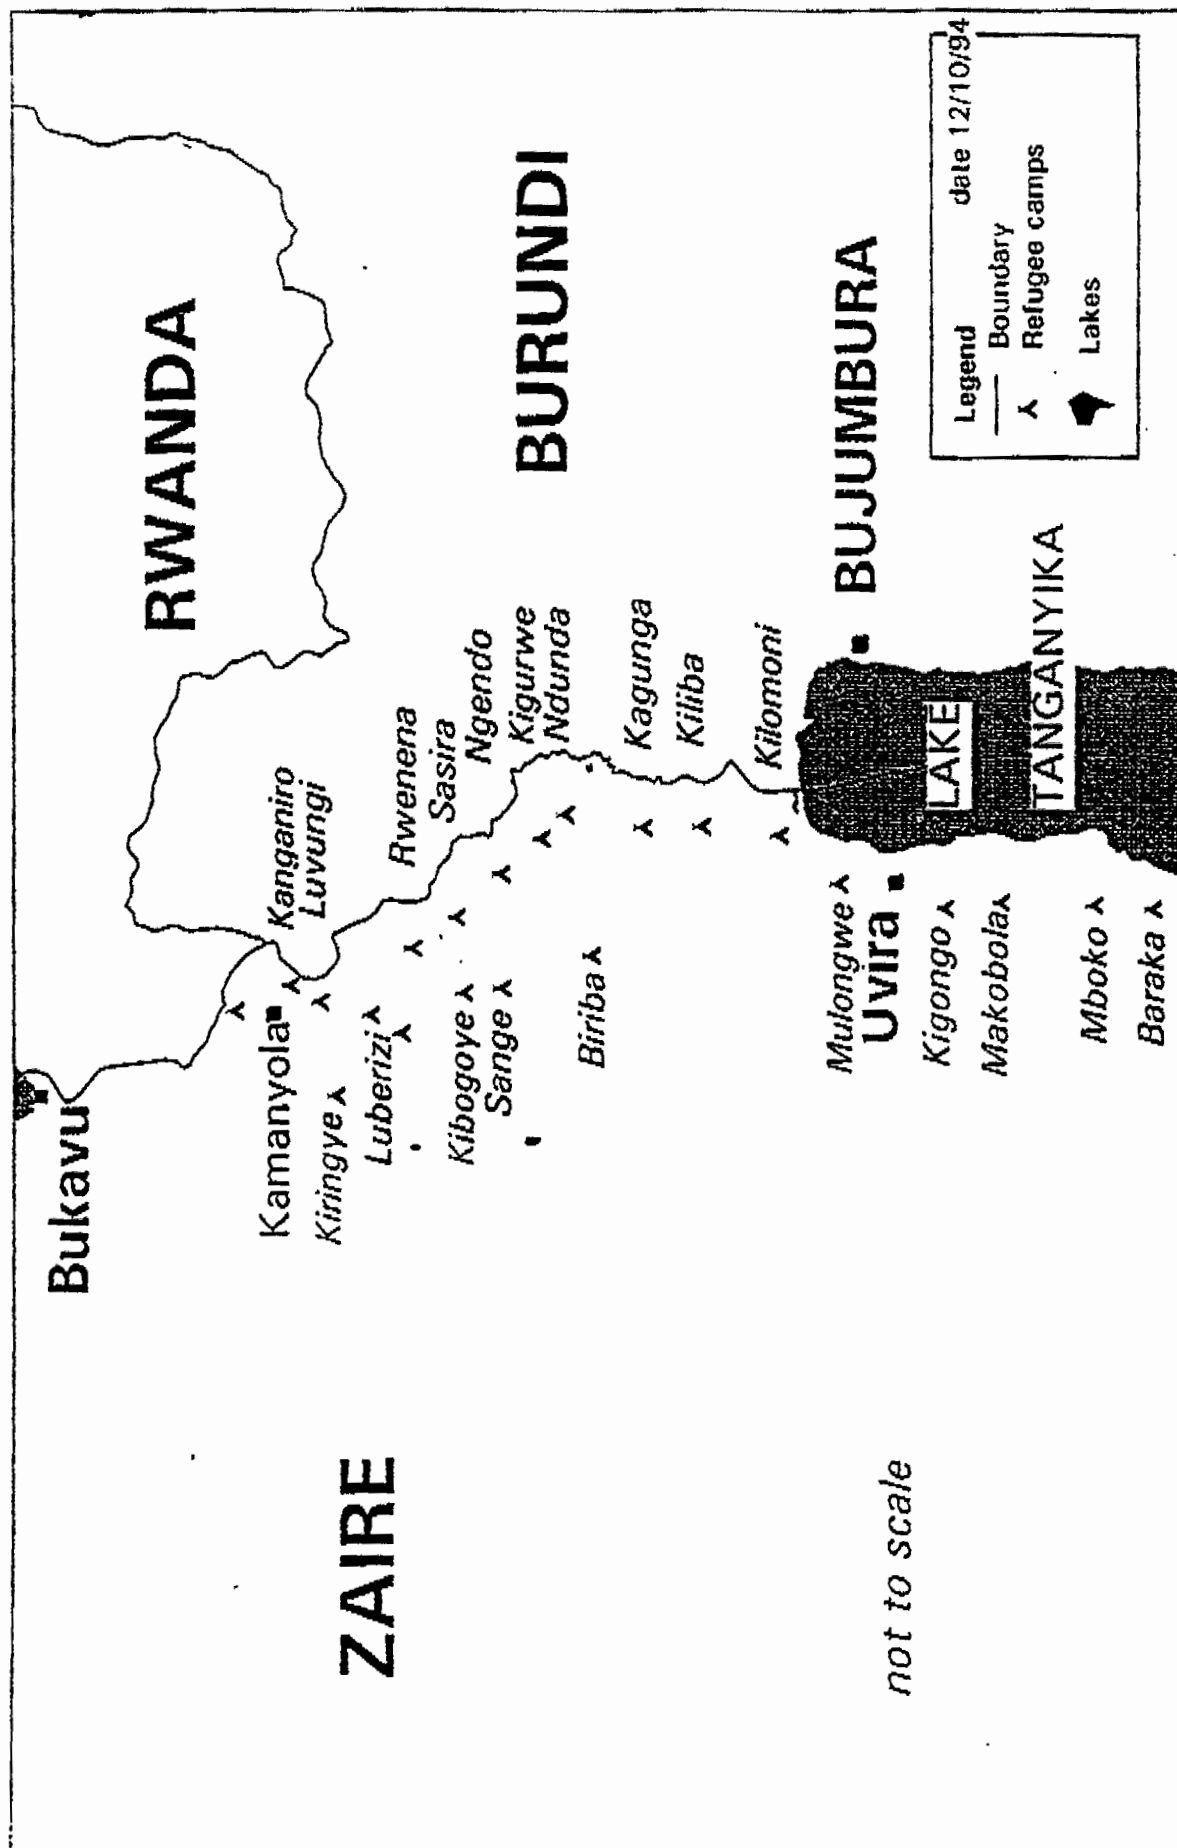 Bukavu
RWANDA
Kanganiro
Luvungi
Kamanyola
Kiringye
Luberizi
Rwenena
Sasira
Ngendo
Kibogoye
Sange
Kigurwe
Ndunda
BURUNDI
ZAIRE
Biriba
Kagunga
Kiliba
Kilomoni
Mulongwe
Uvira
BUJUMBURA
Kigongo
LAKE
Makobola
TANGANYIKA
Mboko
Baraka
not to scale
Legend date 12/10/94
Boundary
Refugee camps
Lakes